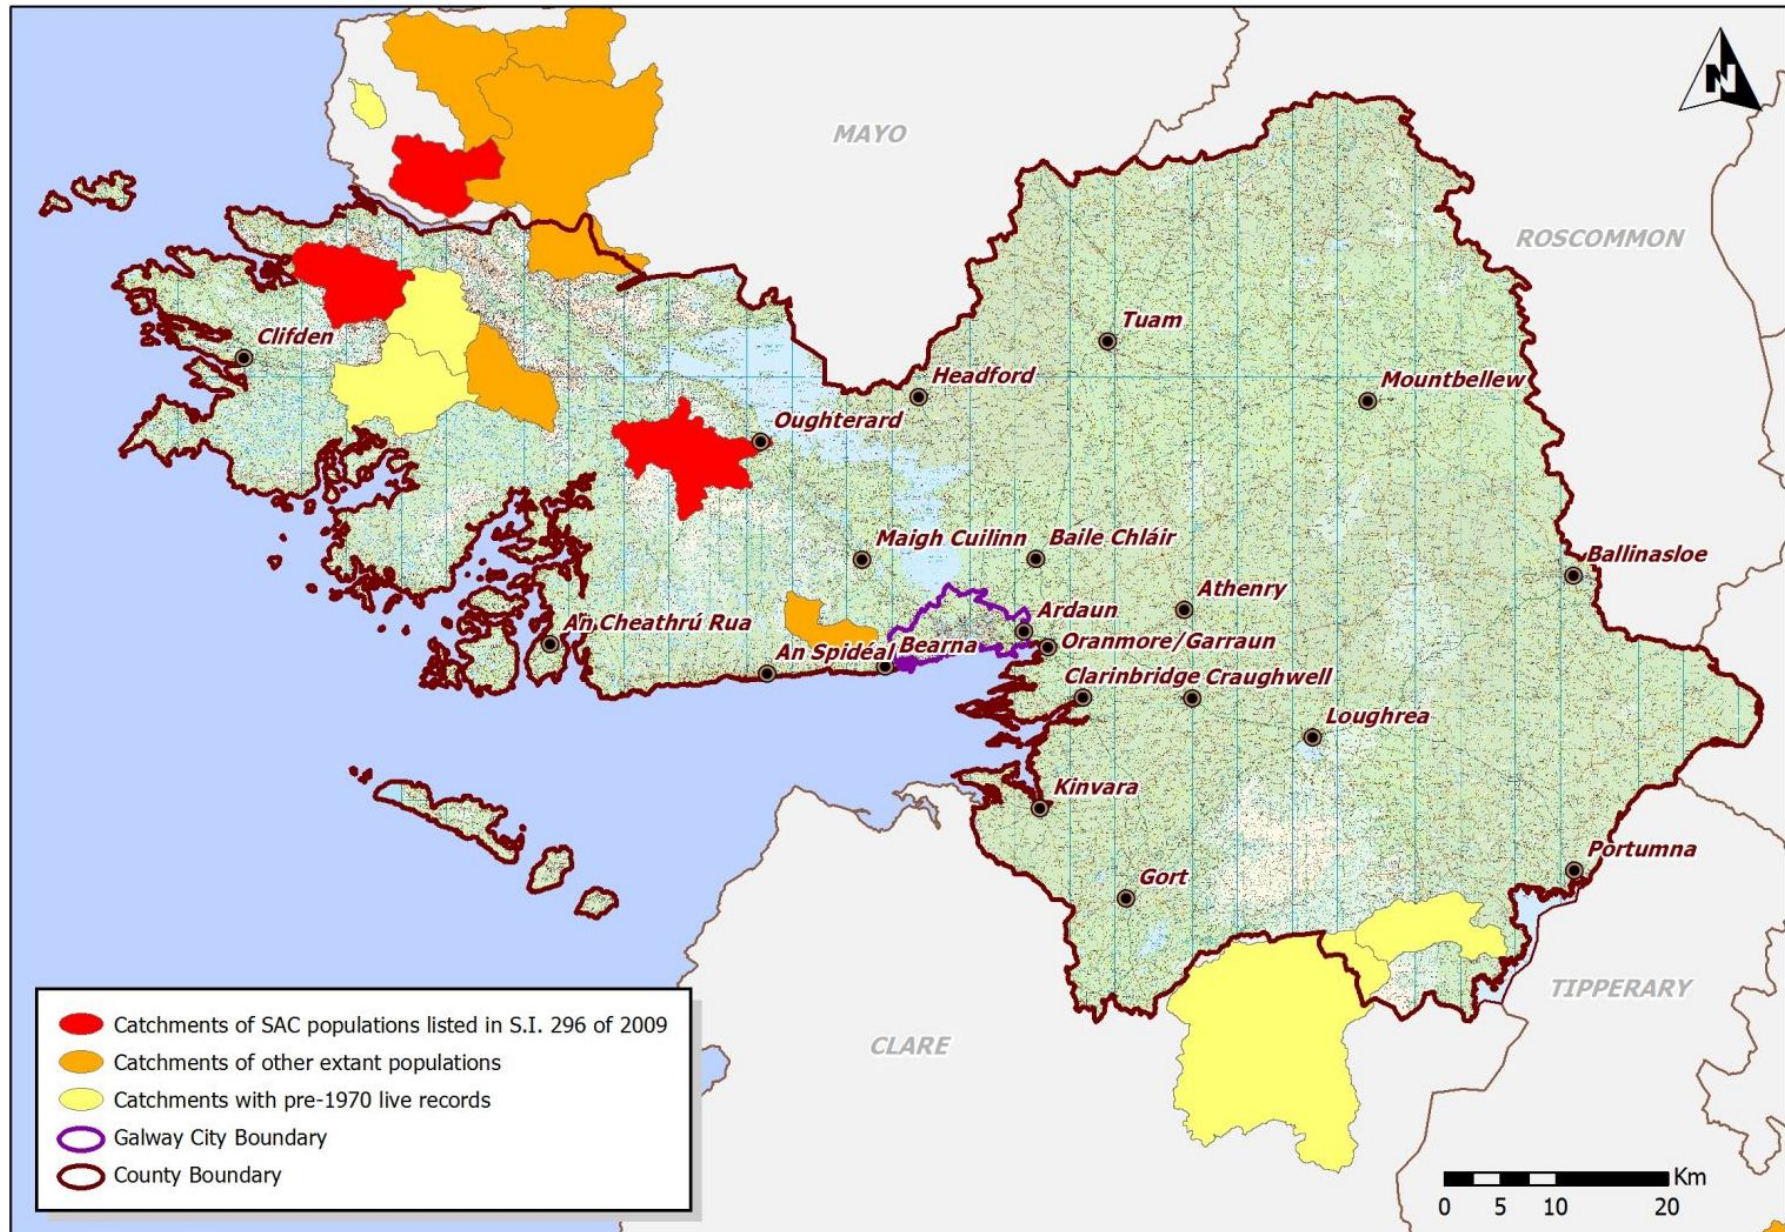 N
MAYO
ROSCOMMON
Tuam
Clifden
Headford
Mountbellew
Oughterard
Maigh Cuilinn
Baile Chláir
Ballinasloe
Athenry
Ardaun
An Cheathrú Rua
Oranmore/Garraun
An Spidéal
Bearna
Clarinbridge
Craughwell
Loughrea
Kinvara
Portumna
Gort
TIPPERARY
CLARE
Catchments of SAC populations listed in S.I. 296 of 2009
Catchments of other extant populations
Catchments with pre-1970 live records
Galway City Boundary
County Boundary
Km
0 5 10 20